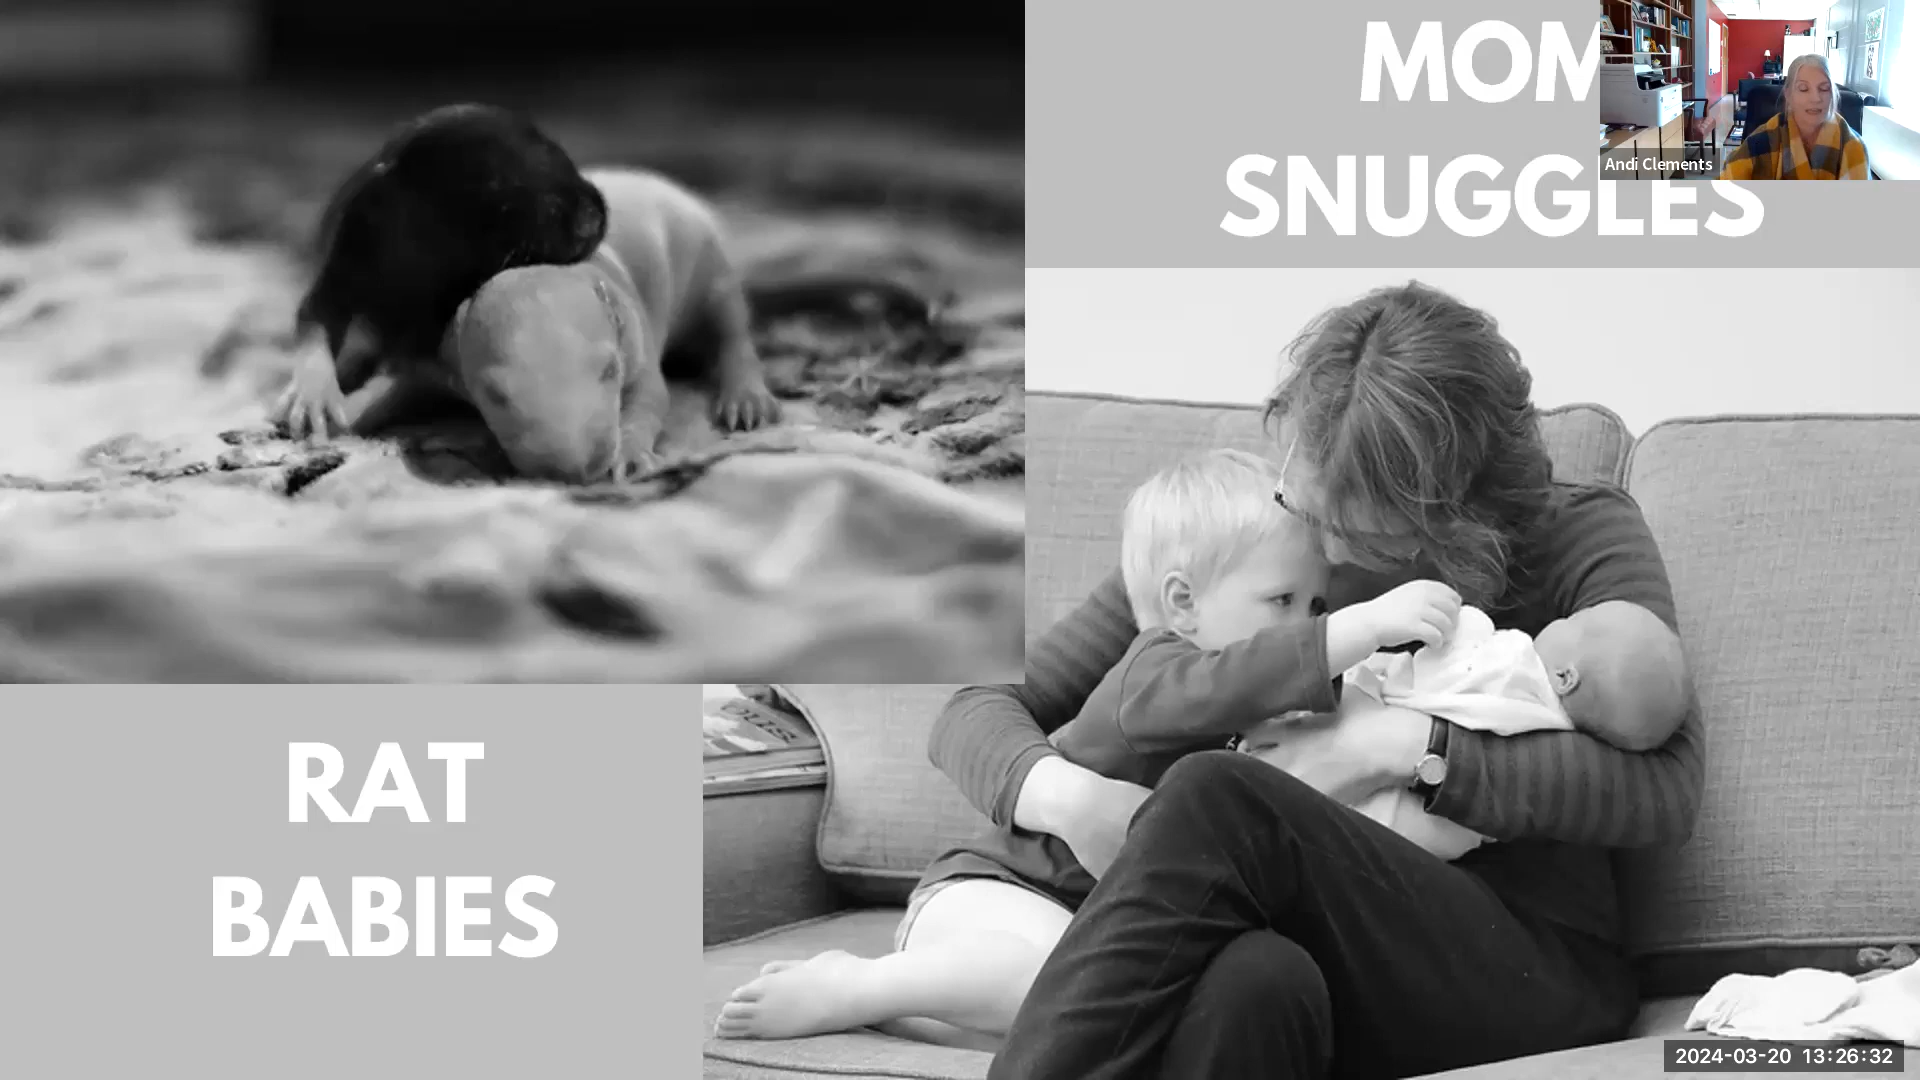 MOM
SNUGGLES
Andi Clements
RAT
BABIES
2024-03-20 13:26:32